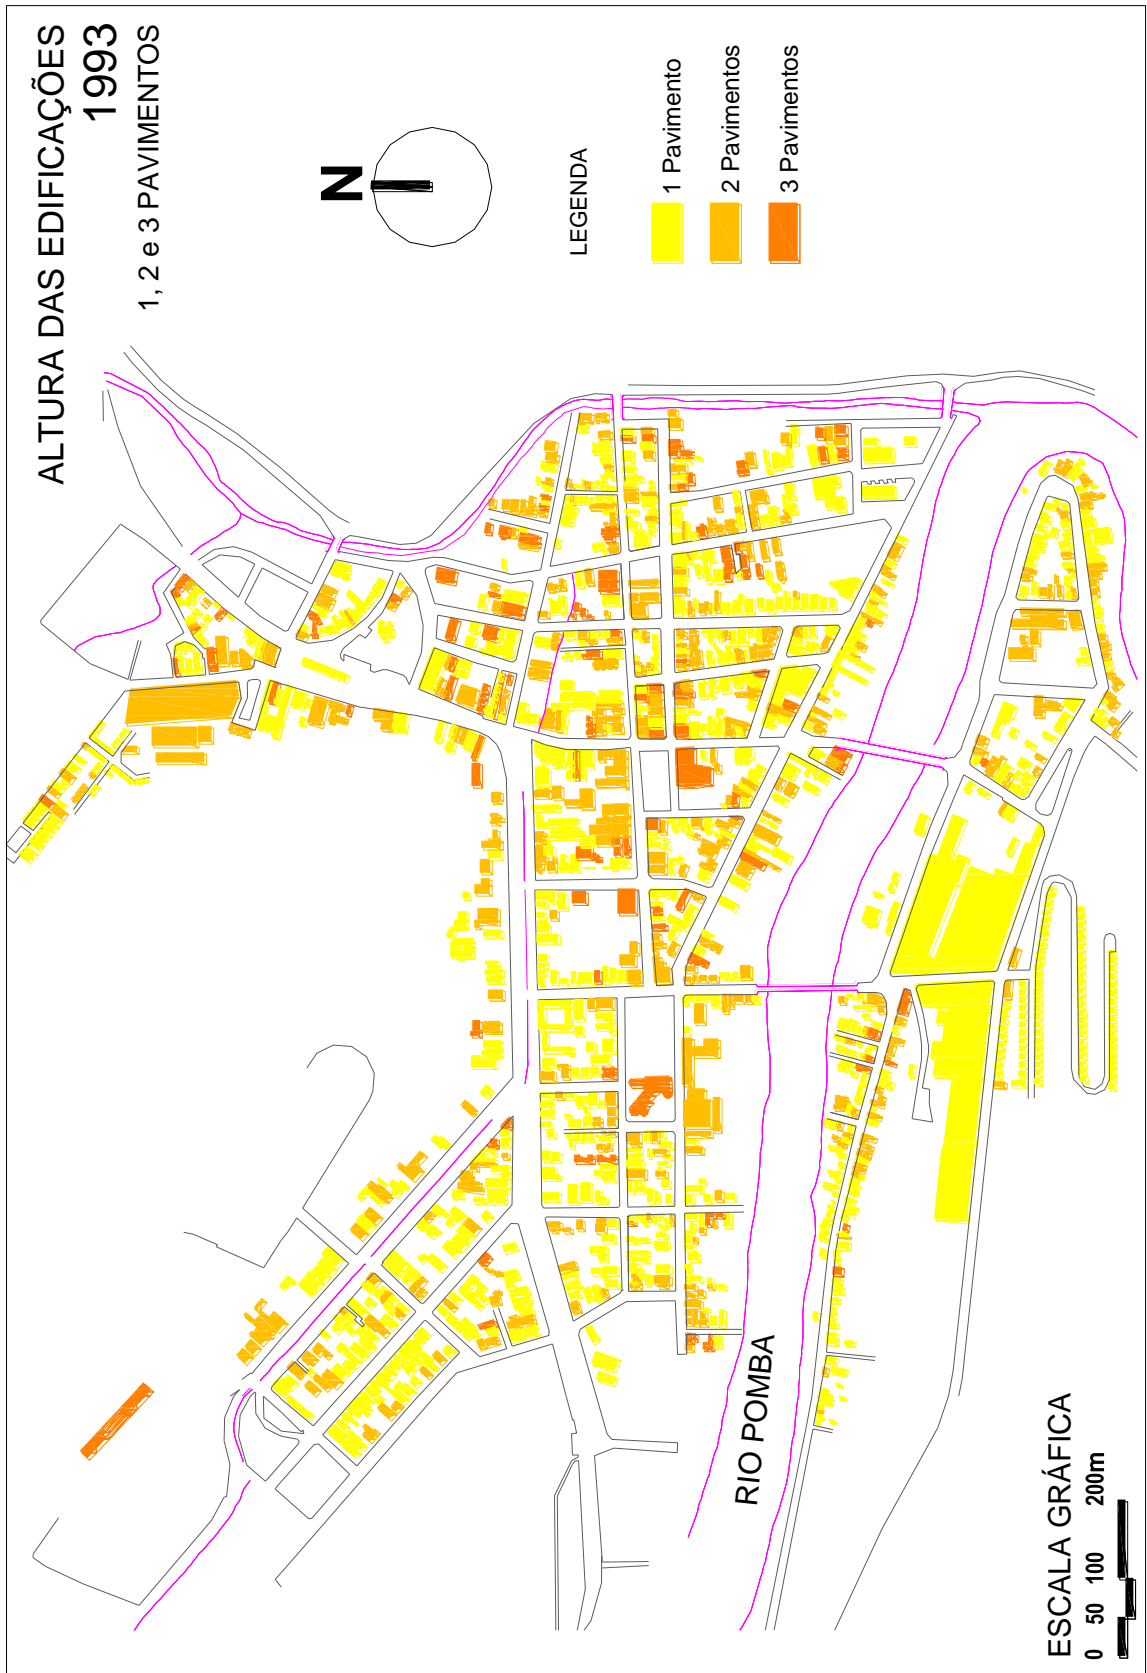 ALTURA DAS EDIFICAÇÕES
1993
1, 2 e 3 PAVIMENTOS
N
LEGENDA
1 Pavimento
2 Pavimentos
3 Pavimentos
RIO POMBA
ESCALA GRÁFICA
0 50 100 200m